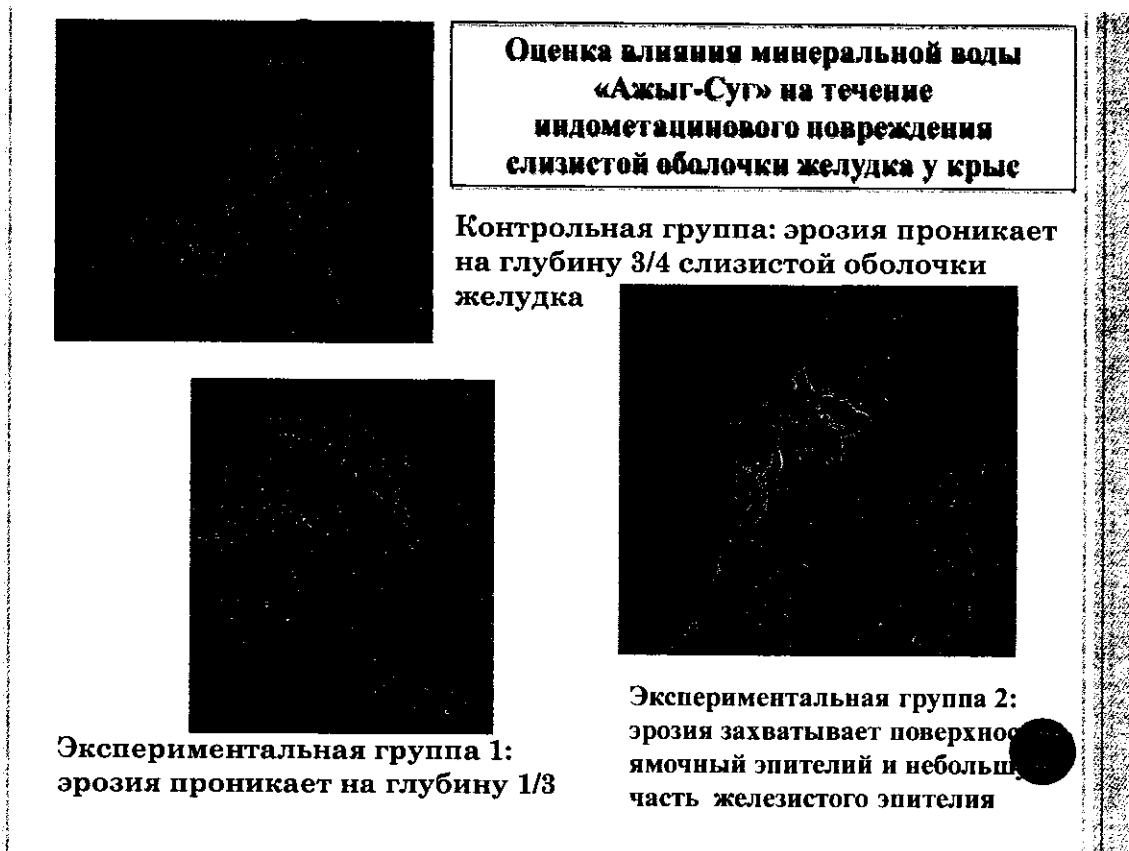 Оценка влияния минеральной воды
«Ажыг-Суг» на течение
индометацинового повреждения
слизистой оболочки желудка у крыс
Контрольная группа: эрозия проникает
на глубину 3/4 слизистой оболочки
желудка
Экспериментальная группа 1:
эрозия проникает на глубину 1/3
Экспериментальная группа 2:
эрозия захватывает
ямочный эпителий и
часть железистого эпителия